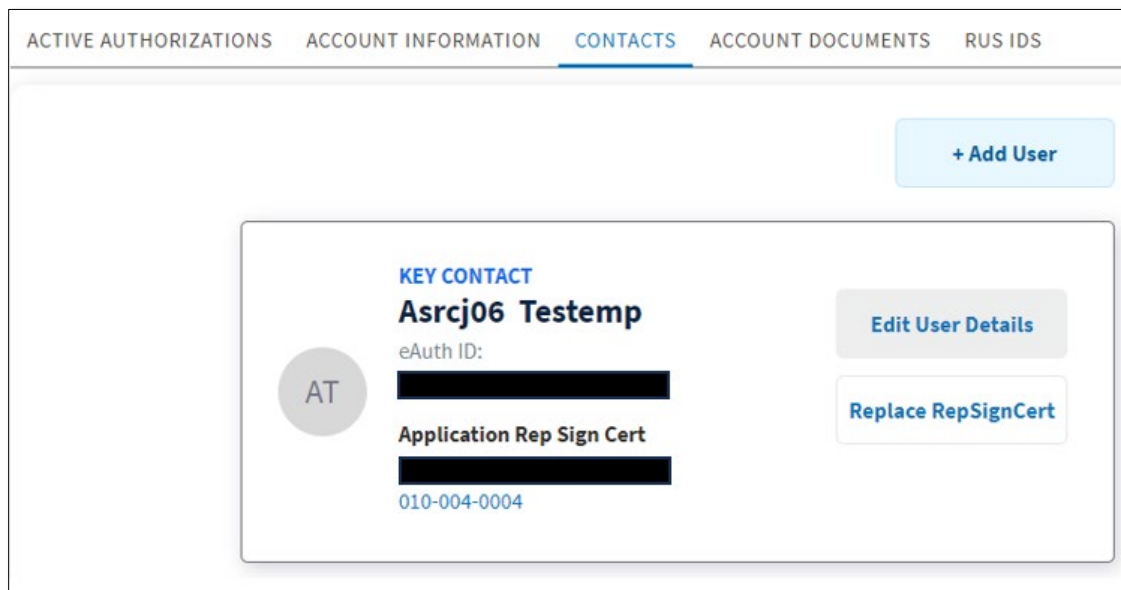 ACTIVE AUTHORIZATIONS ACCOUNT INFORMATION CONTACTS ACCOUNT DOCUMENTS RUS IDS
+ Add User
KEY CONTACT
Asrcj06 Testemp
eAuth ID:
AT
Application Rep Sign Cert
010-004-0004
Edit User Details
Replace RepSignCert